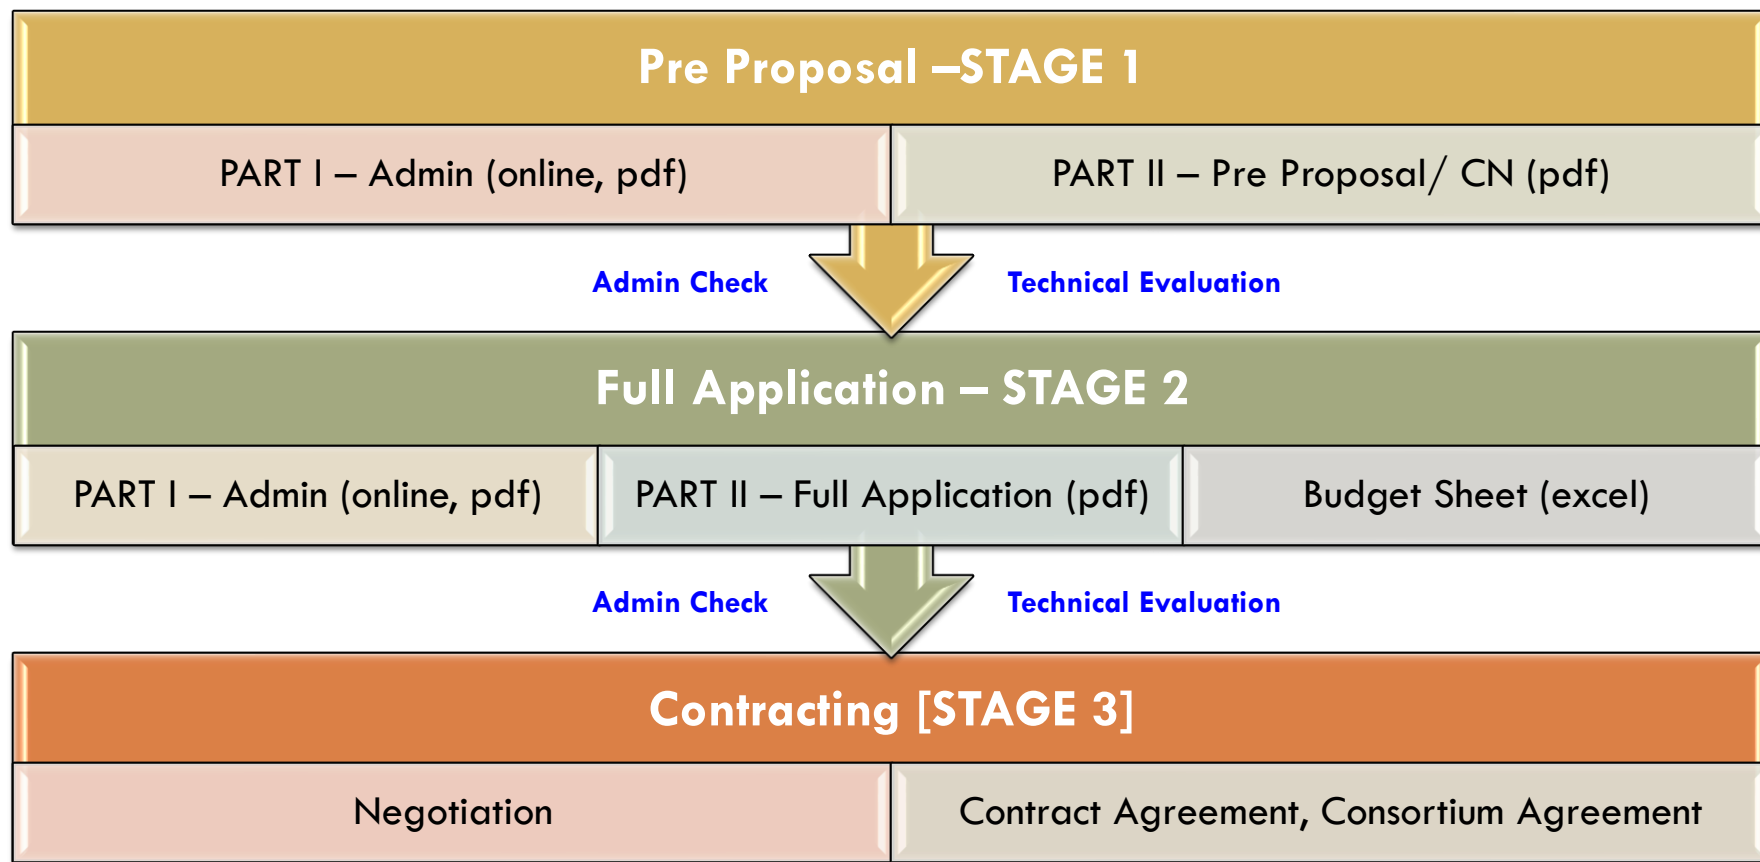 Pre Proposal –STAGE 1
PART I – Admin (online, pdf)
PART II – Pre Proposal/ CN (pdf)
Admin Check
Technical Evaluation
Full Application – STAGE 2
PART I – Admin (online, pdf)
PART II – Full Application (pdf)
Budget Sheet (excel)
Admin Check
Technical Evaluation
Contracting [STAGE 3]
Negotiation
Contract Agreement, Consortium Agreement